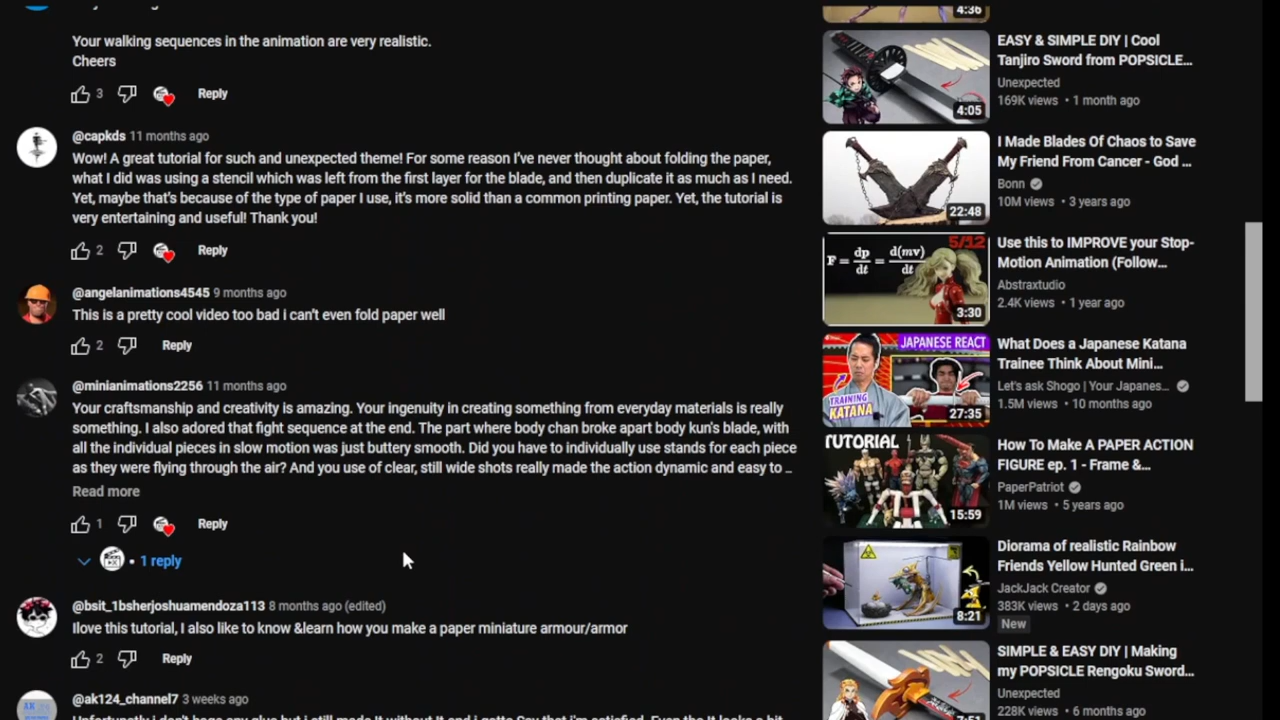 Your walking sequences in the animation are very realistic.
Cheers
3
Reply
@capkds 11 months ago
Wow! A great tutorial for such and unexpected theme! For some reason I've never thought about folding the paper,
what I did was using a stencil which was left from the first layer for the blade, and then duplicate it as much as I need.
Yet, maybe that's because of the type of paper I use, it's more solid than a common printing paper. Yet, the tutorial is
very entertaining and useful! Thank you!
2
Reply
@angelanimations4545 9 months ago
This is a pretty cool video too bad i can't even fold paper well
2
Reply
@minianimations2256 11 months ago
Your craftsmanship and creativity is amazing. Your ingenuity in creating something from everyday materials is really
something. I also adored that fight sequence at the end. The part where body chan broke apart body kun's blade, with
all the individual pieces in slow motion was just buttery smooth. Did you have to individually use stands for each piece
as they were flying through the air? And you use of clear, still wide shots really made the action dynamic and easy to ...
Read more
1
Reply
• 1 reply
@bsit_1bsherjoshuamendoza113 8 months ago (edited)
Ilove this tutorial, I also like to know &learn how you make a paper miniature armour/armor
2
Reply
@ak124_channel7 3 weeks ago
4:36
EASY & SIMPLE DIY | Cool
Tanjiro Sword from POPSICLE...
Unexpected
169K views • 1 month ago
4:05
I Made Blades Of Chaos to Save
My Friend From Cancer - God ...
Bonn
10M views • 3 years ago
22:48
5/12
F = dp/dt = d(mv)/dt
3:30
Use this to IMPROVE your Stop-
Motion Animation (Follow...
Abstraxtudio
2.4K views • 1 year ago
JAPANESE REACT
TRAINING
KATANA
27:35
What Does a Japanese Katana
Trainee Think About Mini...
Let's ask Shogo | Your Japanes...
1.5M views • 10 months ago
TUTORIAL
15:59
How To Make A PAPER ACTION
FIGURE ep. 1 - Frame &...
PaperPatriot
1M views • 5 years ago
8:21
Diorama of realistic Rainbow
Friends Yellow Hunted Green i...
JackJack Creator
383K views • 2 days ago
New
SIMPLE & EASY DIY | Making
my POPSICLE Rengoku Sword...
Unexpected
228K views • 6 months ago